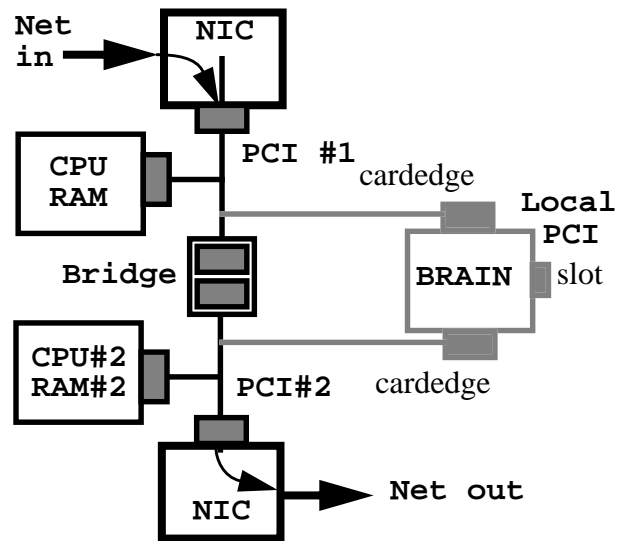 Net
in
NIC
PCI #1
CPU
RAM
cardedge
Local
PCI
slot
BRAIN
Bridge
CPU#2
RAM#2
PCI#2
cardedge
NIC
Net out